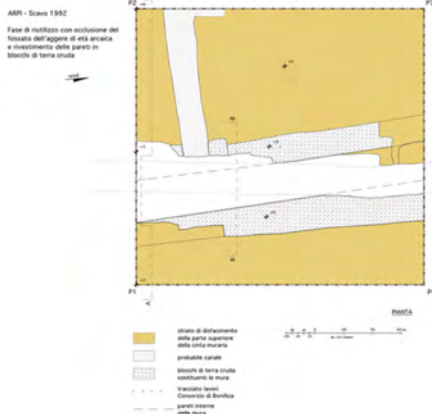 ARPI - Scavo 1992
Fase di riutilizzo con occlusione del
fossato dell'aggere di età arcaica
e rivestimento delle pareti in
blocchi di terra cruda
nord
P2
P1
A
PIANTA
strato di disfacimento
della parte superiore
della cinta muraria
probabile canale
blocchi di terra cruda
costituenti le mura
tracciato lavori
Consorzio di Bonifica
pareti interne
delle mura